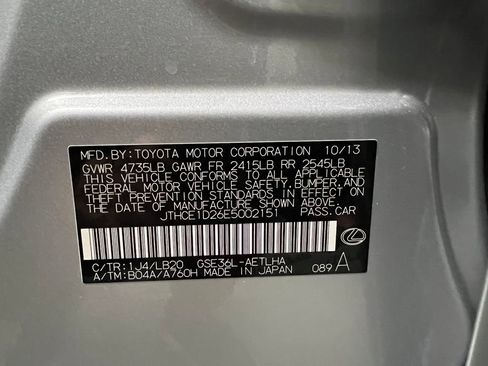 MFD.BY:TOYOTA MOTOR CORPORATION 10/13
GVWR 4735LB GAWR FR 2415LB RR 2545LB
THIS VEHICLE CONFORMS TO ALL APPLICABLE
FEDERAL MOTOR VEHICLE SAFETY,BUMPER,AND
THEFT PREVENTION STANDARDS IN EFFECT ON
THE DATE OF MANUFACTURE SHOWN ABOVE.
JTHCE1D26E5002151 PASS.CAR
C/TR:1J4/LB20 GSE36L-AETLHA
A/TM:B04A/A760H MADE IN JAPAN 089 A